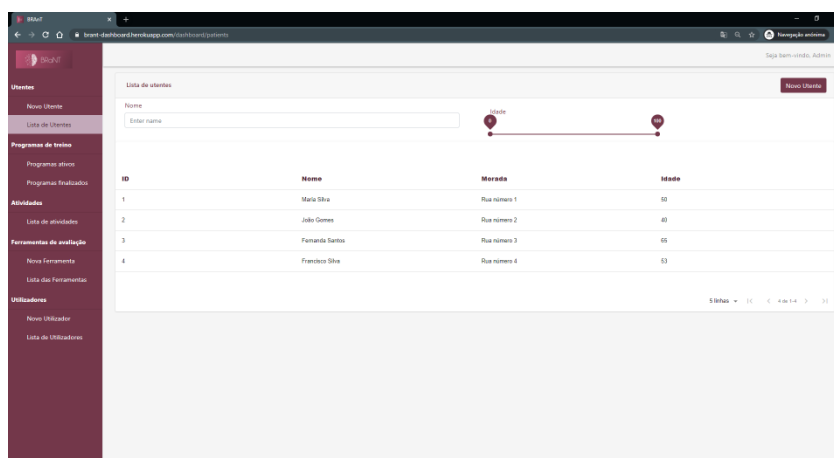 BRaNT
brant-dashboard.herokuapp.com/dashboard/patients
Navegação anónima
BRaNT
Seja bem-vindo, Admin
Utentes
Novo Utente
Lista de Utentes
Programas de treino
Programas ativos
Programas finalizados
Atividades
Lista de atividades
Ferramentas de avaliação
Nova Ferramenta
Lista das Ferramentas
Utilizadores
Novo Utilizador
Lista de Utilizadores
Lista de utentes
Novo Utente
Nome
Enter name
Idade
0
100
ID Nome Morada Idade
1 Maria Silva Rua número 1 60
2 João Gomes Rua número 2 40
3 Fernanda Santos Rua número 3 65
4 Francisco Silva Rua número 4 53
5 linhas 4 de 1-4